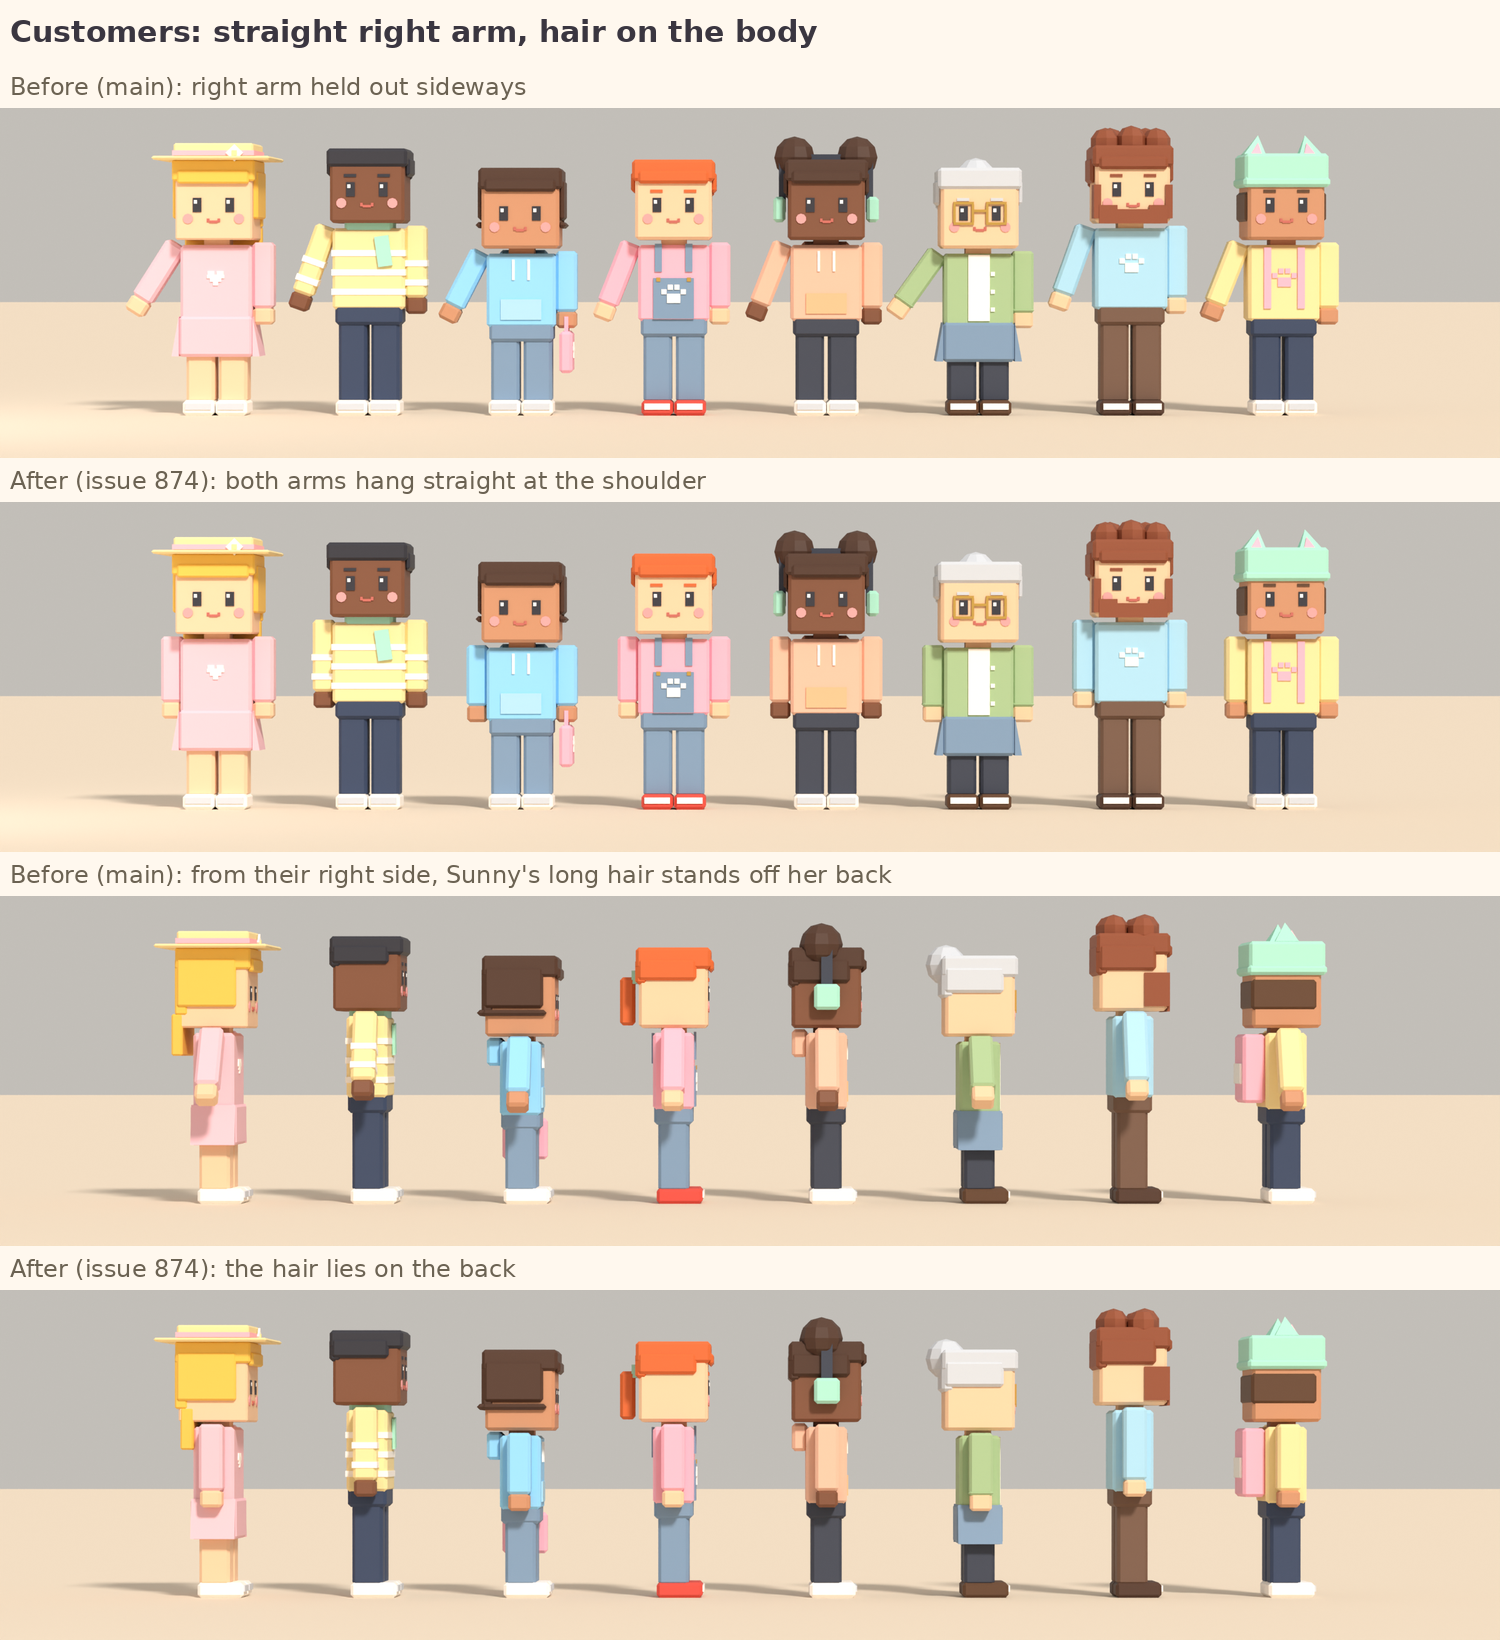 Customers: straight right arm, hair on the body
Before (main): right arm held out sideways
After (issue 874): both arms hang straight at the shoulder
Before (main): from their right side, Sunny's long hair stands off her back
After (issue 874): the hair lies on the back